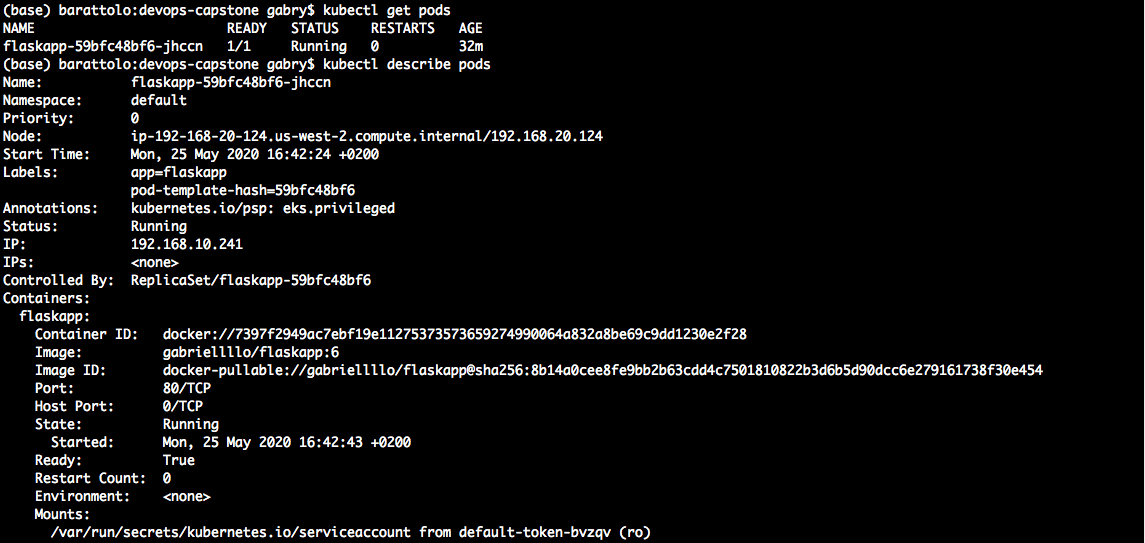 (base) barattolo:devops-capstone gabry$ kubectl get pods
NAME                        READY   STATUS    RESTARTS   AGE
flaskapp-59bfc48bf6-jhccn   1/1     Running   0          32m
(base) barattolo:devops-capstone gabry$ kubectl describe pods
Name:           flaskapp-59bfc48bf6-jhccn
Namespace:      default
Priority:       0
Node:           ip-192-168-20-124.us-west-2.compute.internal/192.168.20.124
Start Time:     Mon, 25 May 2020 16:42:24 +0200
Labels:         app=flaskapp
                pod-template-hash=59bfc48bf6
Annotations:    kubernetes.io/psp: eks.privileged
Status:         Running
IP:             192.168.10.241
IPs:            <none>
Controlled By:  ReplicaSet/flaskapp-59bfc48bf6
Containers:
  flaskapp:
    Container ID:   docker://7397f2949ac7ebf19e11275373573659274990064a832a8be69c9dd1230e2f28
    Image:          gabriellllo/flaskapp:6
    Image ID:       docker-pullable://gabriellllo/flaskapp@sha256:8b14a0cee8fe9bb2b63cdd4c7501810822b3d6b5d90dcc6e279161738f30e454
    Port:           80/TCP
    Host Port:      0/TCP
    State:          Running
      Started:      Mon, 25 May 2020 16:42:43 +0200
    Ready:          True
    Restart Count:  0
    Environment:    <none>
    Mounts:
      /var/run/secrets/kubernetes.io/serviceaccount from default-token-bvzqv (ro)